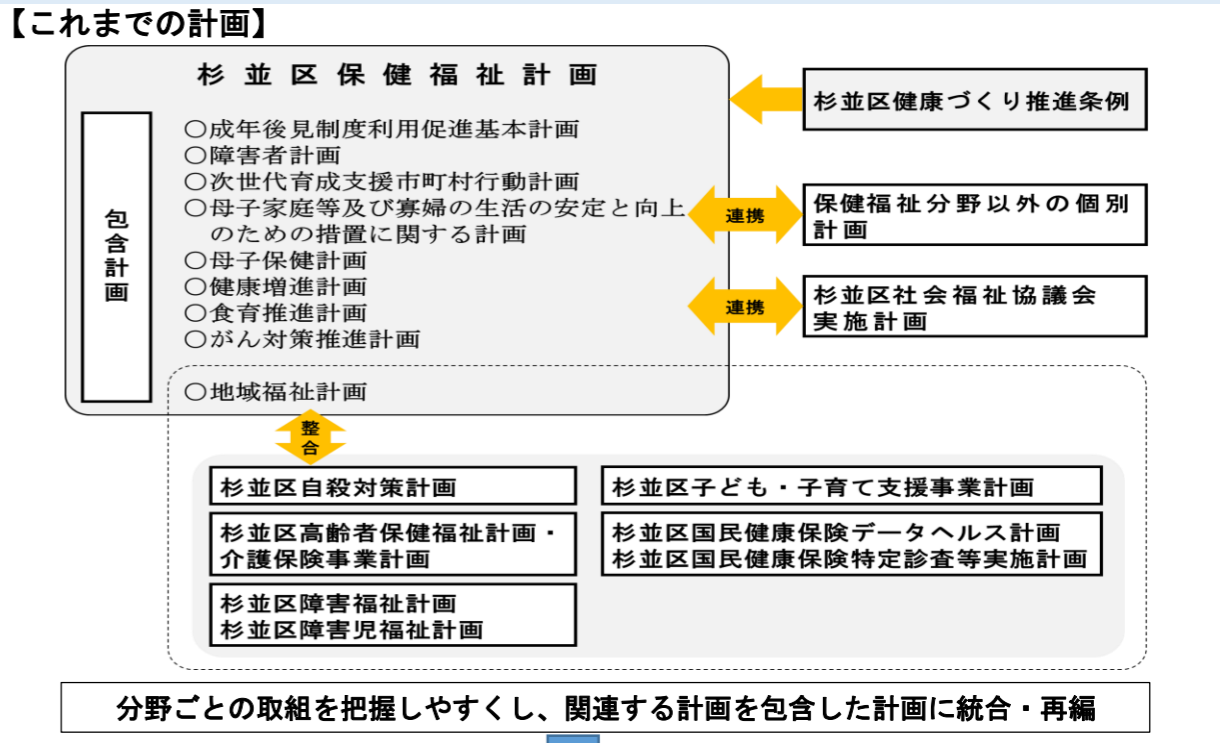 【これまでの計画】
杉並区保健福祉計画
包含計画
○成年後見制度利用促進基本計画
○障害者計画
○次世代育成支援市町村行動計画
○母子家庭等及び寡婦の生活の安定と向上
のための措置に関する計画
○母子保健計画
○健康増進計画
○食育推進計画
○がん対策推進計画
○地域福祉計画
杉並区健康づくり推進条例
連携
保健福祉分野以外の個別
計画
連携
杉並区社会福祉協議会
実施計画
整合
杉並区自殺対策計画
杉並区高齢者保健福祉計画・
介護保険事業計画
杉並区障害福祉計画
杉並区障害児福祉計画
杉並区子ども・子育て支援事業計画
杉並区国民健康保険データヘルス計画
杉並区国民健康保険特定診査等実施計画
分野ごとの取組を把握しやすくし、関連する計画を包含した計画に統合・再編